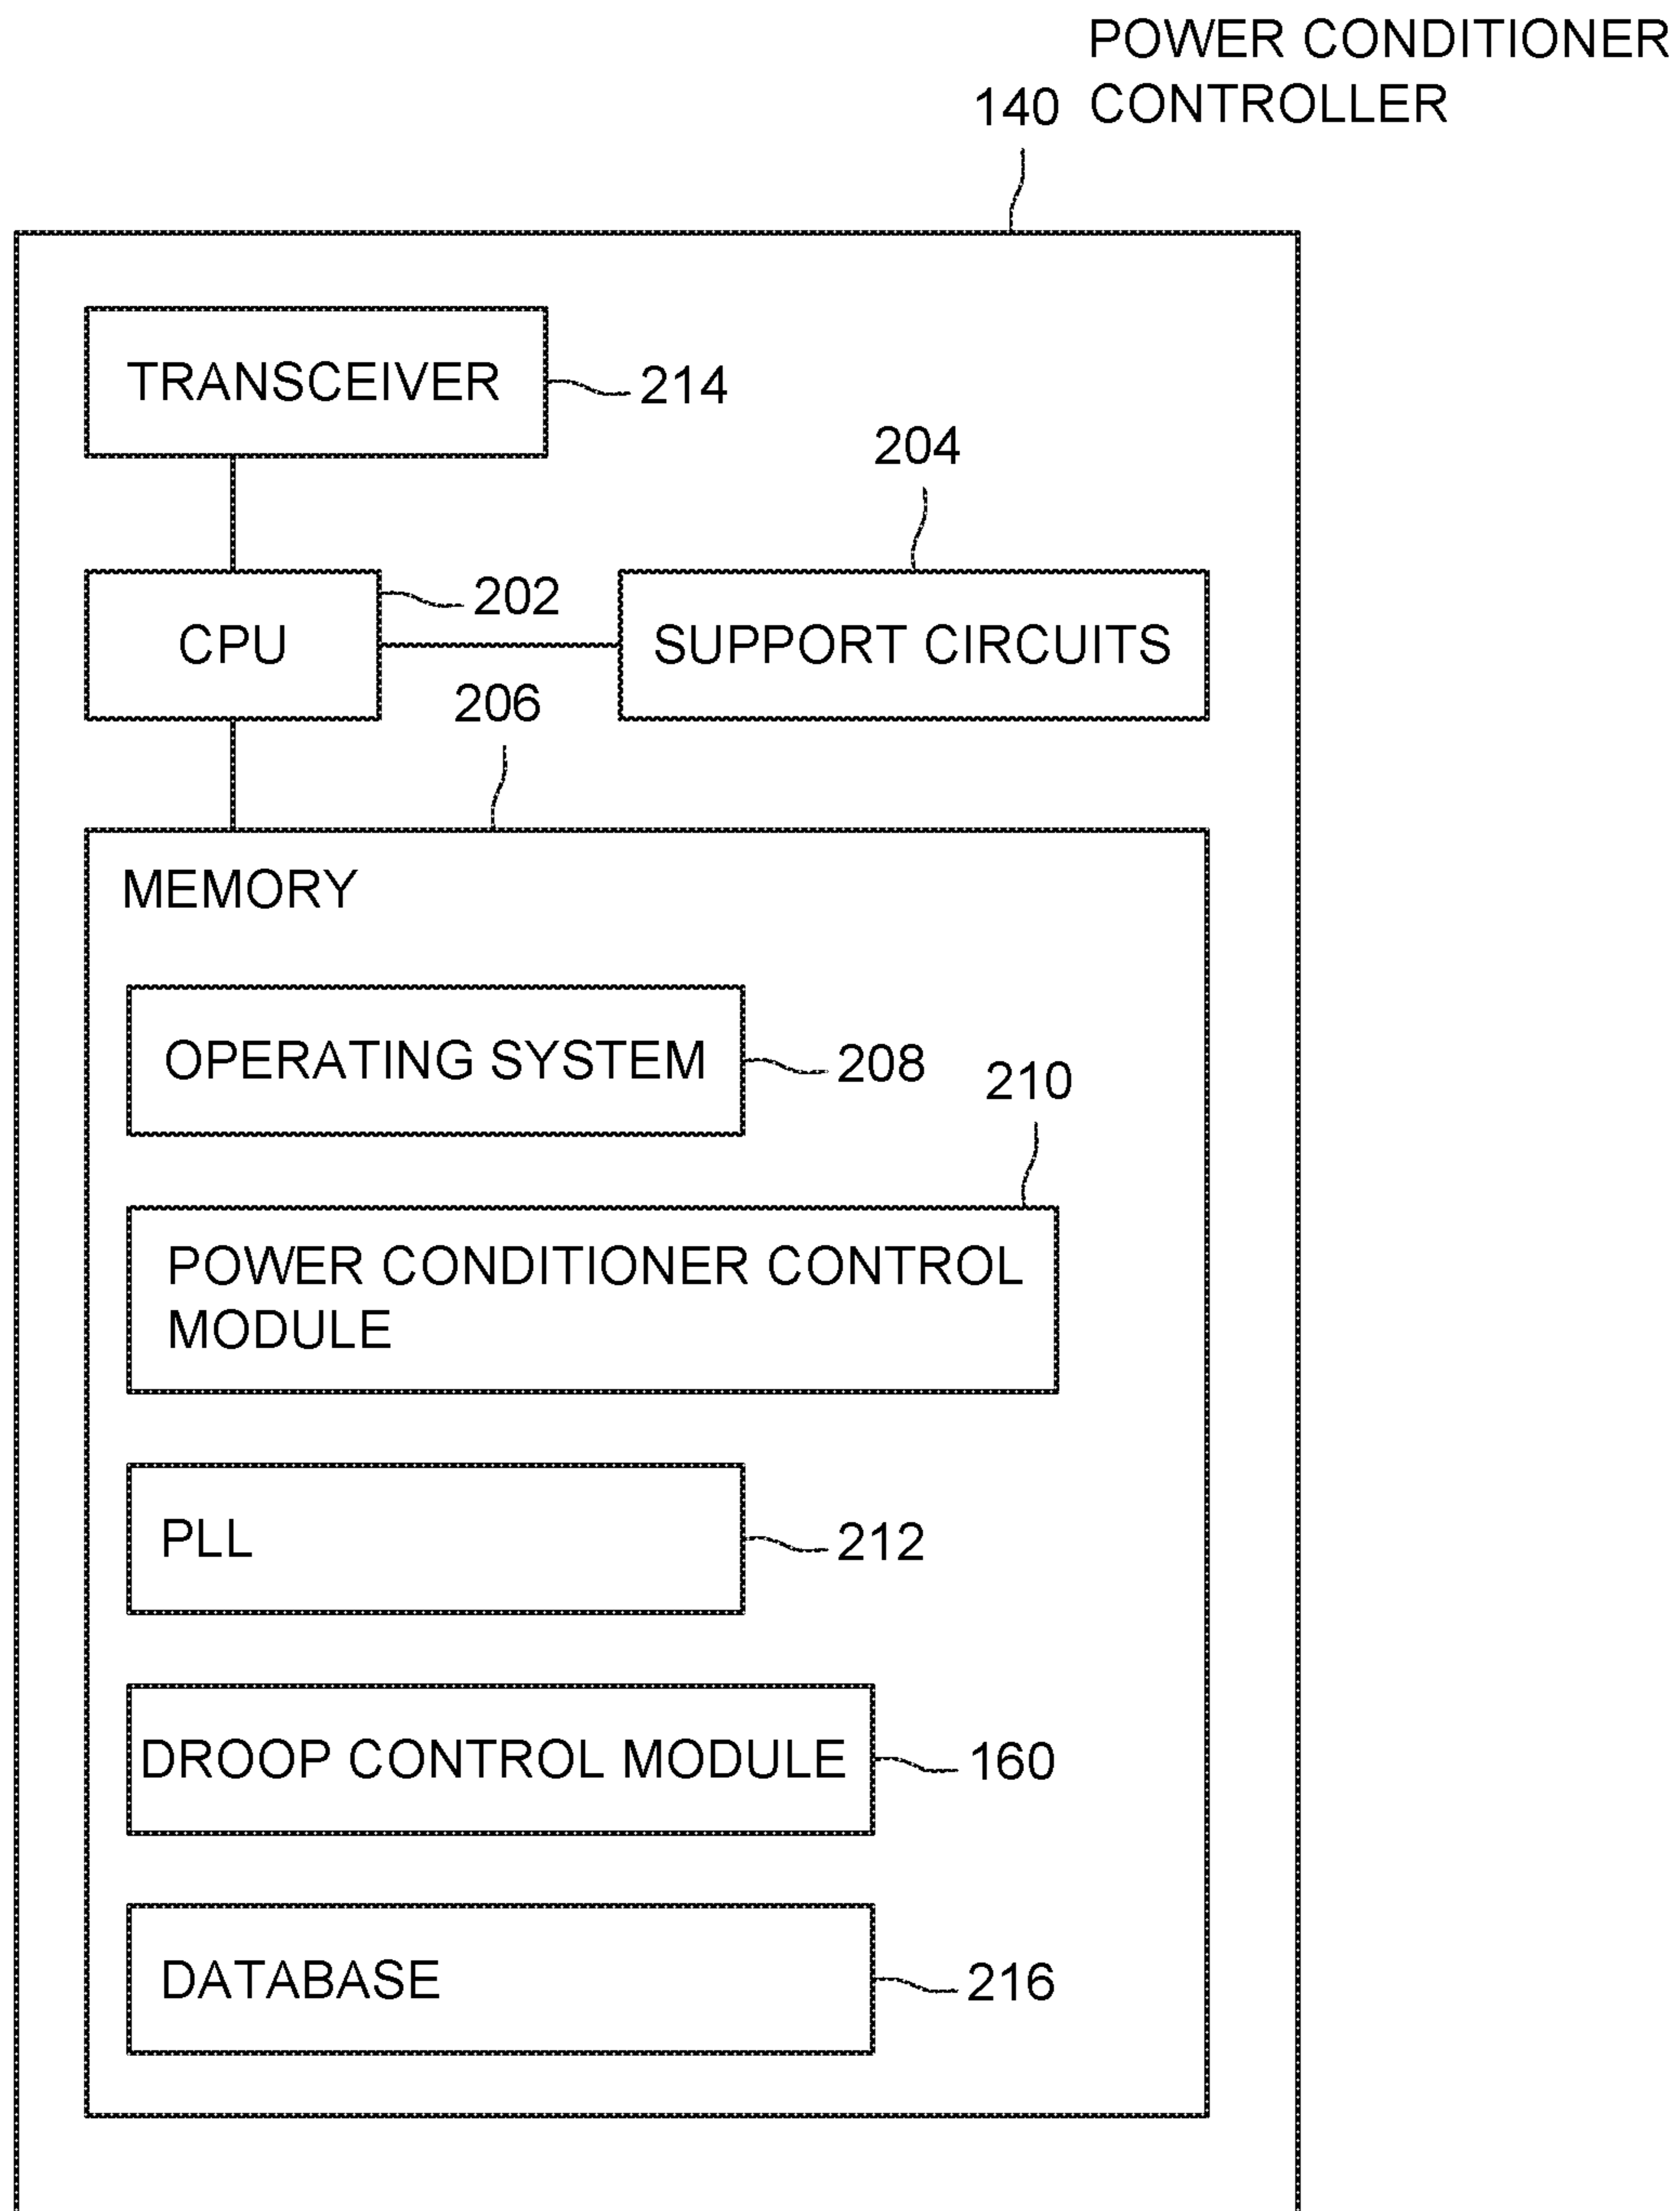 POWER CONDITIONER
140 CONTROLLER
TRANSCEIVER
214
204
CPU
202
SUPPORT CIRCUITS
206
MEMORY
OPERATING SYSTEM
208
210
POWER CONDITIONER CONTROL
MODULE
PLL
212
DROOP CONTROL MODULE
160
DATABASE
216